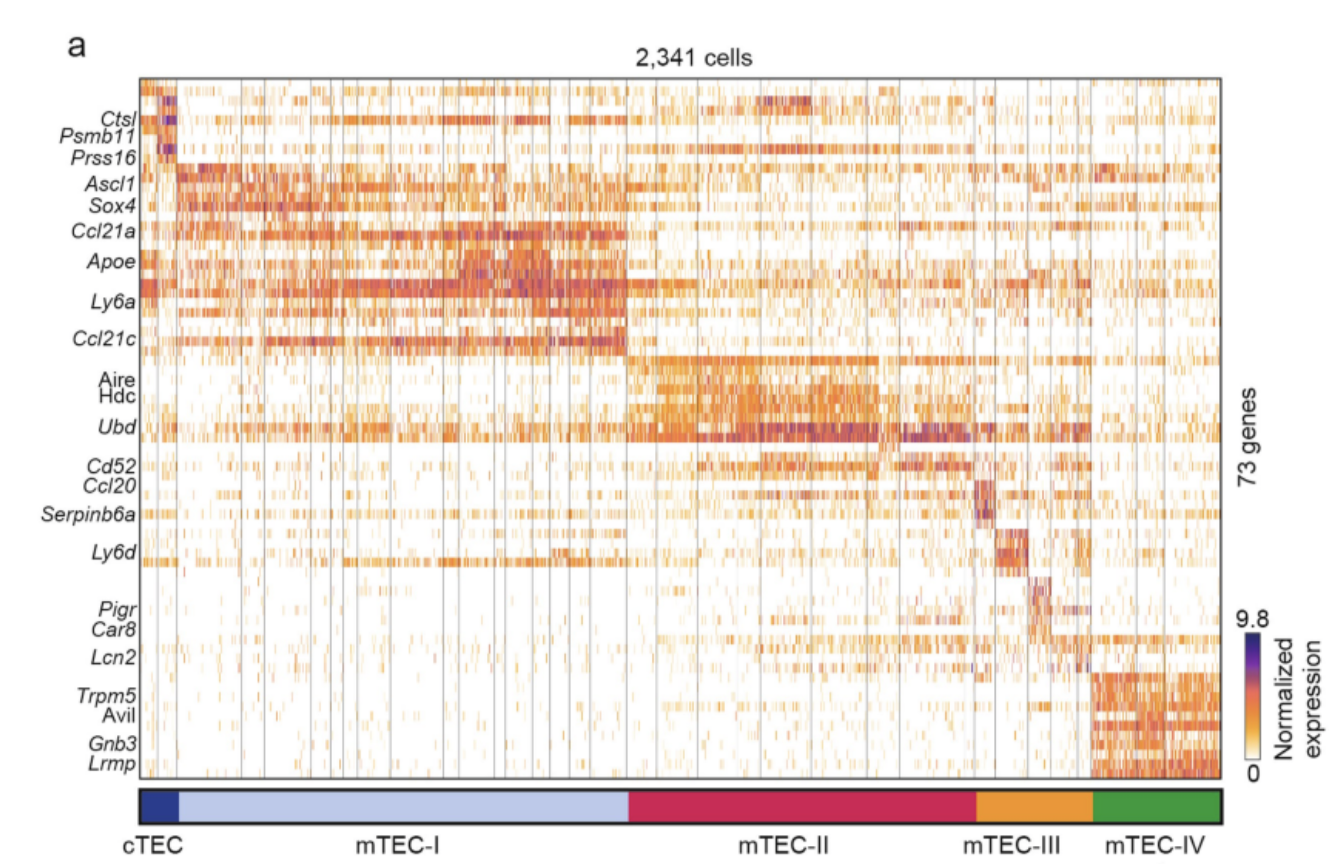 a
2,341 cells
Ctsl
Psmb11
Prss16
Ascl1
Sox4
Ccl21a
Apoe
Ly6a
Ccl21c
Aire
Hdc
Ubd
Cd52
Ccl20
Serpinb6a
Ly6d
Pigr
Car8
Lcn2
Trpm5
Avil
Gnb3
Lrmp
73 genes
9.8
Normalized
expression
0
cTEC mTEC-I mTEC-II mTEC-III mTEC-IV